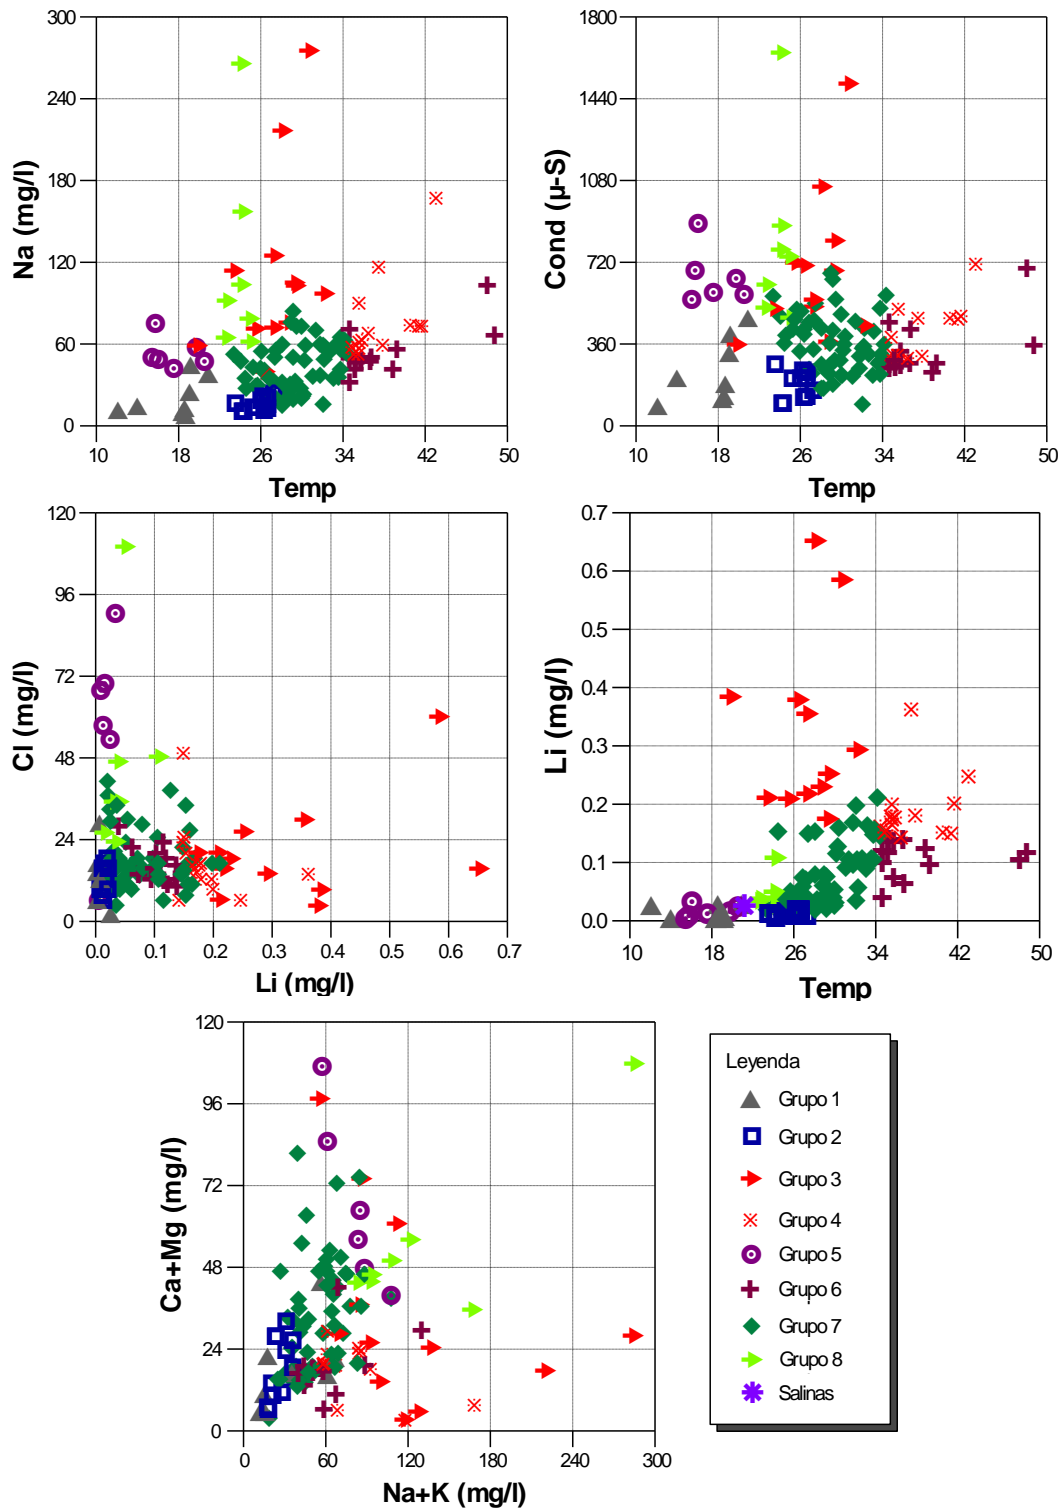 300
240
180
120
60
0
Na (mg/l)
10 18 26 34 42 50
Temp
1800
1440
1080
720
360
0
Cond (µ-S)
10 18 26 34 42 50
Temp
120
96
72
48
24
0
Cl (mg/l)
0.0 0.1 0.2 0.3 0.4 0.5 0.6 0.7
Li (mg/l)
0.7
0.6
0.5
0.4
0.3
0.2
0.1
0.0
Li (mg/l)
10 18 26 34 42 50
Temp
120
96
72
48
24
0
Ca+Mg (mg/l)
0 60 120 180 240 300
Na+K (mg/l)
Leyenda
Grupo 1
Grupo 2
Grupo 3
Grupo 4
Grupo 5
Grupo 6
Grupo 7
Grupo 8
Salinas